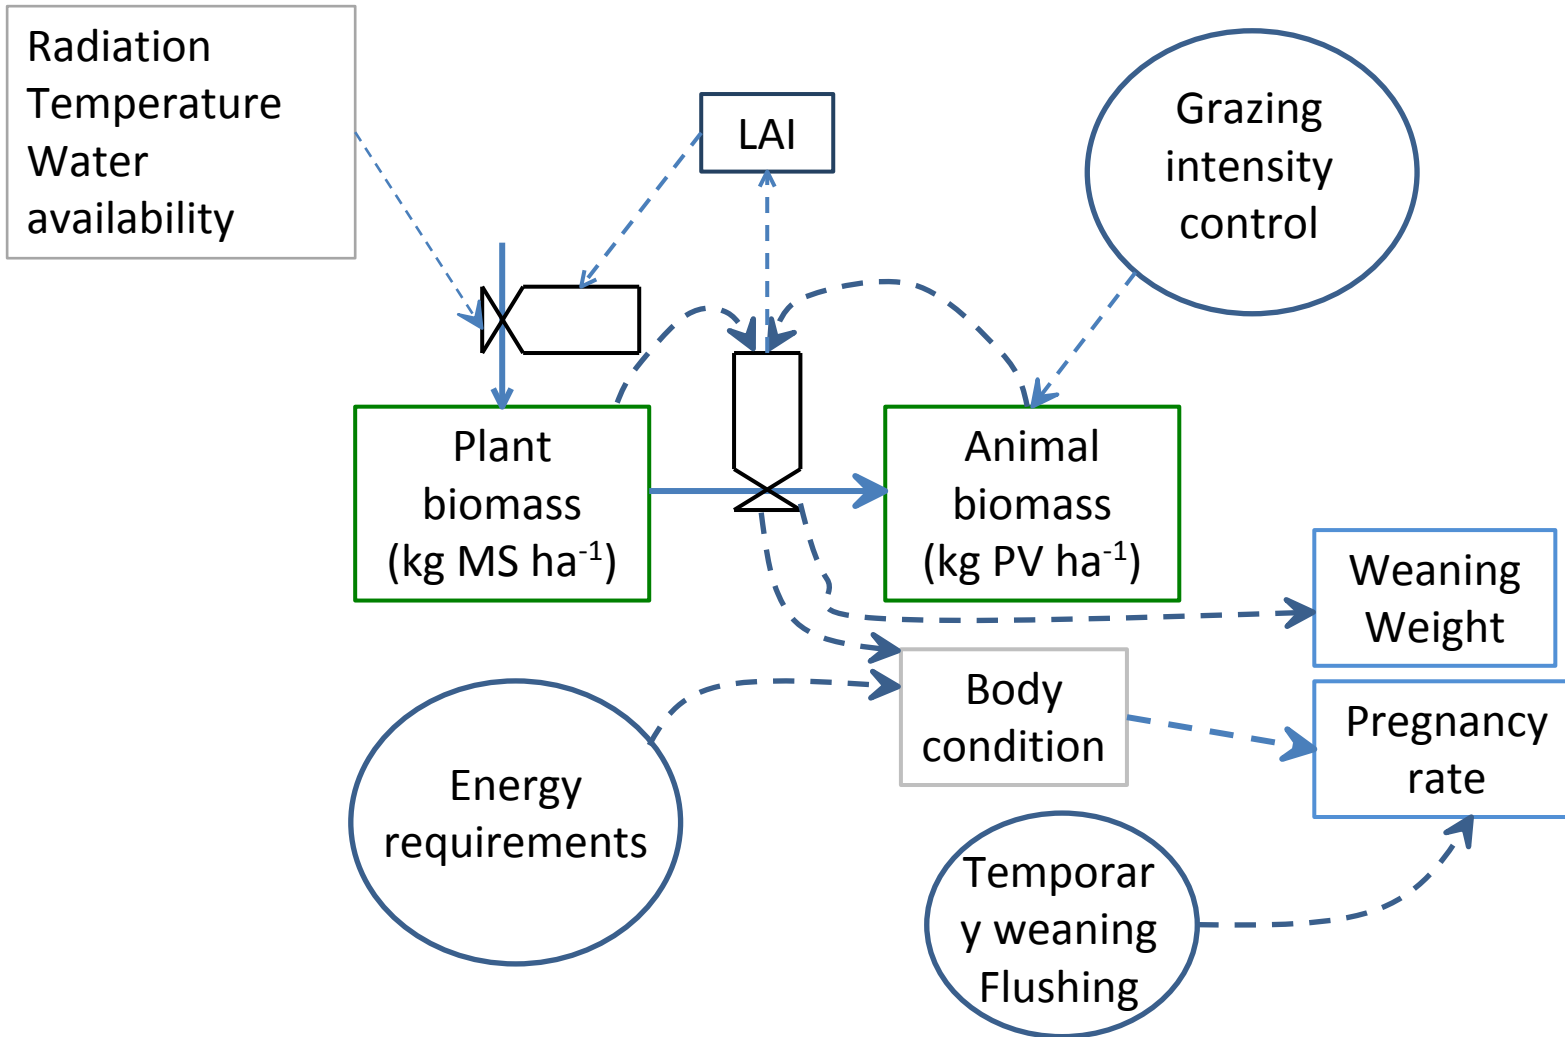 Radiation
Temperature
Water
availability
LAI
Grazing
intensity
control
Plant
biomass
(kg MS ha⁻¹)
Animal
biomass
(kg PV ha⁻¹)
Weaning
Weight
Body
condition
Pregnancy
rate
Energy
requirements
Temporar
y weaning
Flushing